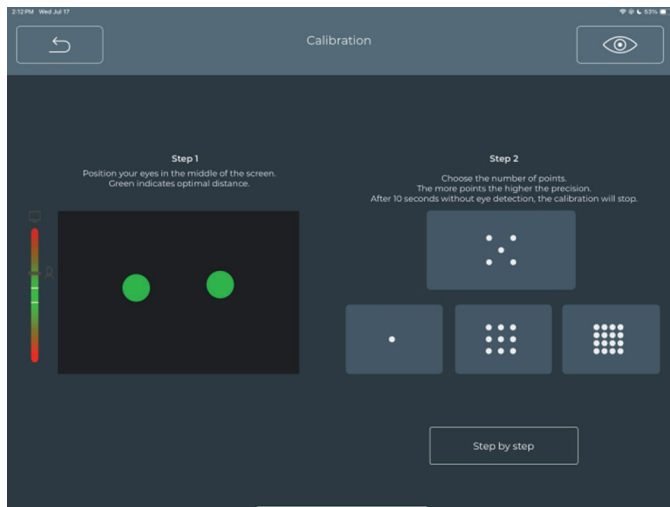 2:12 PM Wed Jul 17
53%
Calibration
Step 1
Position your eyes in the middle of the screen.
Green indicates optimal distance.
Step 2
Choose the number of points.
The more points the higher the precision.
After 10 seconds without eye detection, the calibration will stop.
Step by step